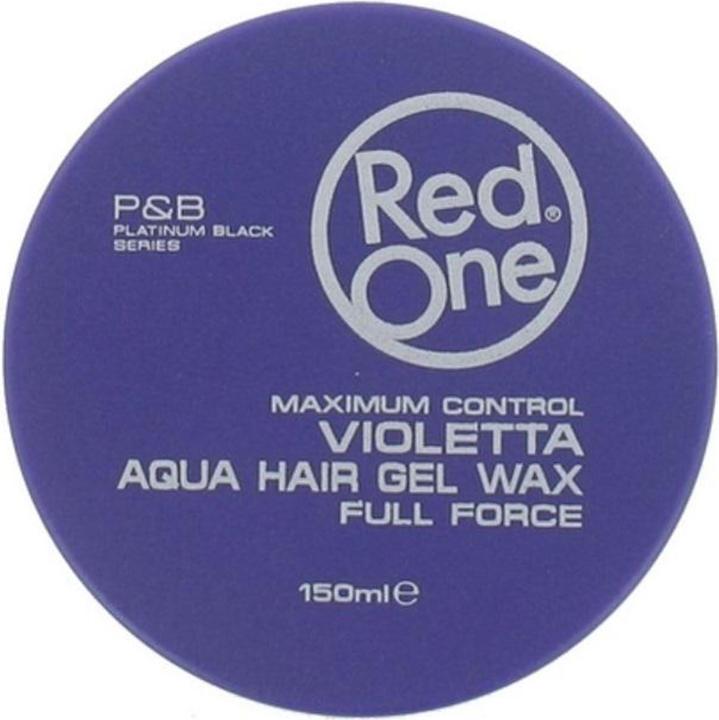 P&B
PLATINUM BLACK
SERIES
Red®
One
MAXIMUM CONTROL
VIOLETTA
AQUA HAIR GEL WAX
FULL FORCE
150ml℮